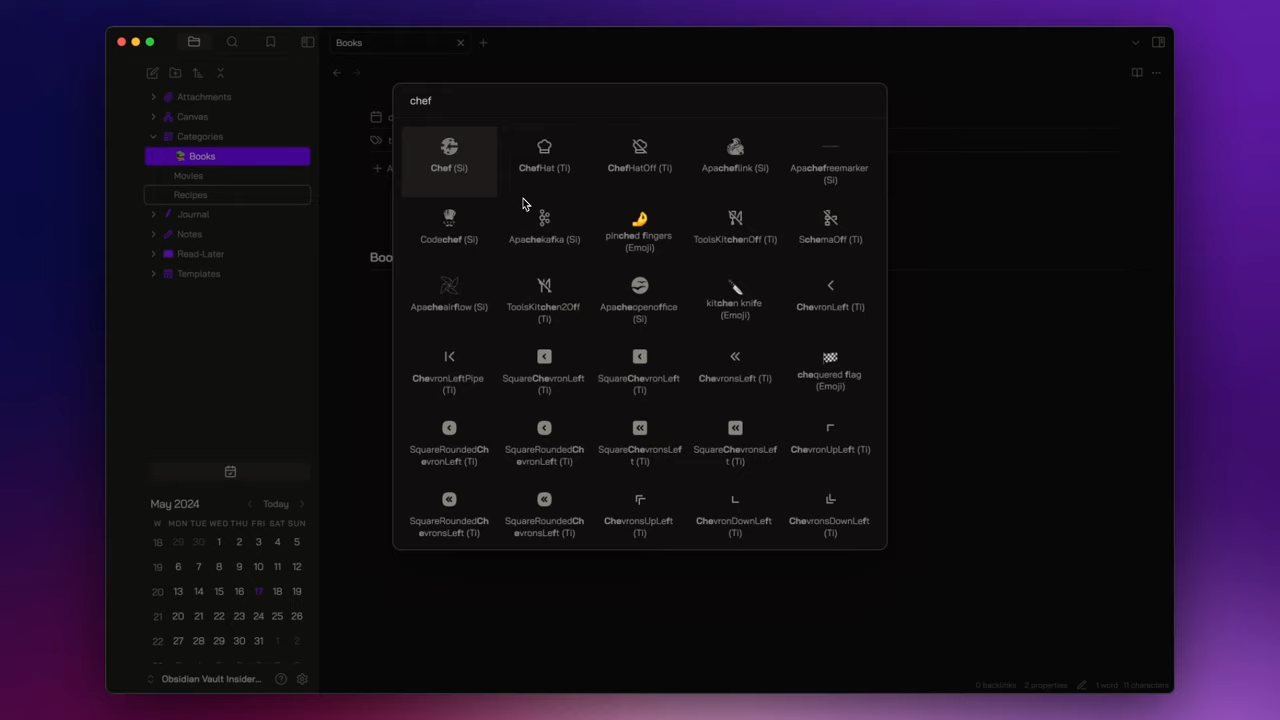 Books
Attachments
Canvas
Categories
Books
Movies
Recipes
Journal
Notes
Read-Later
Templates
chef
Chef (Si)
ChefHat (Ti)
ChefHatOff (Ti)
Apacheflink (Si)
Apachefreemarker
(Si)
Codechef (Si)
Apachekafka (Si)
pinched fingers
(Emoji)
ToolsKitchenOff (Ti)
SchemaOff (Ti)
Apacheairflow (Si)
ToolsKitchen2Off
(Ti)
Apacheopenoffice
(Si)
kitchen knife
(Emoji)
ChevronLeft (Ti)
ChevronLeftPipe
(Ti)
SquareChevronLeft
(Ti)
SquareChevronLeft
(Ti)
ChevronsLeft (Ti)
chequered flag
(Emoji)
SquareRoundedCh
evronLeft (Ti)
SquareRoundedCh
evronLeft (Ti)
SquareChevronsLef
t (Ti)
SquareChevronsLef
t (Ti)
ChevronUpLeft (Ti)
SquareRoundedCh
evronsLeft (Ti)
SquareRoundedCh
evronsLeft (Ti)
ChevronsUpLeft
(Ti)
ChevronDownLeft
(Ti)
ChevronsDownLeft
(Ti)
May 2024 Today
W MON TUE WED THU FRI SAT SUN
18 29 30 1 2 3 4 5
19 6 7 8 9 10 11 12
20 13 14 15 16 17 18 19
21 20 21 22 23 24 25 26
22 27 28 29 30 31 1 2
Obsidian Vault Insider...
0 backlinks 2 properties 1 word 11 characters